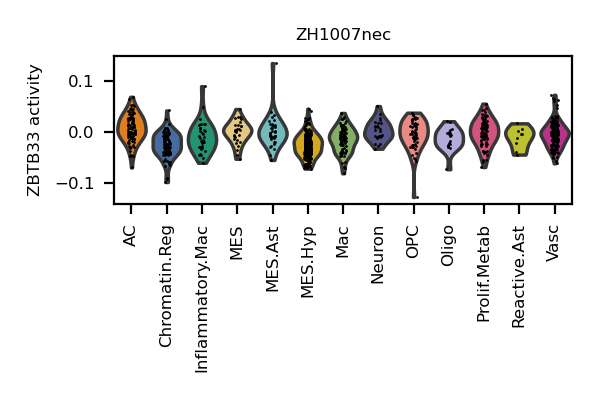 ZH1007nec
ZBTB33 activity
0.1
0.0
−0.1
AC
Chromatin.Reg
Inflammatory.Mac
MES
MES.Ast
MES.Hyp
Mac
Neuron
OPC
Oligo
Prolif.Metab
Reactive.Ast
Vasc